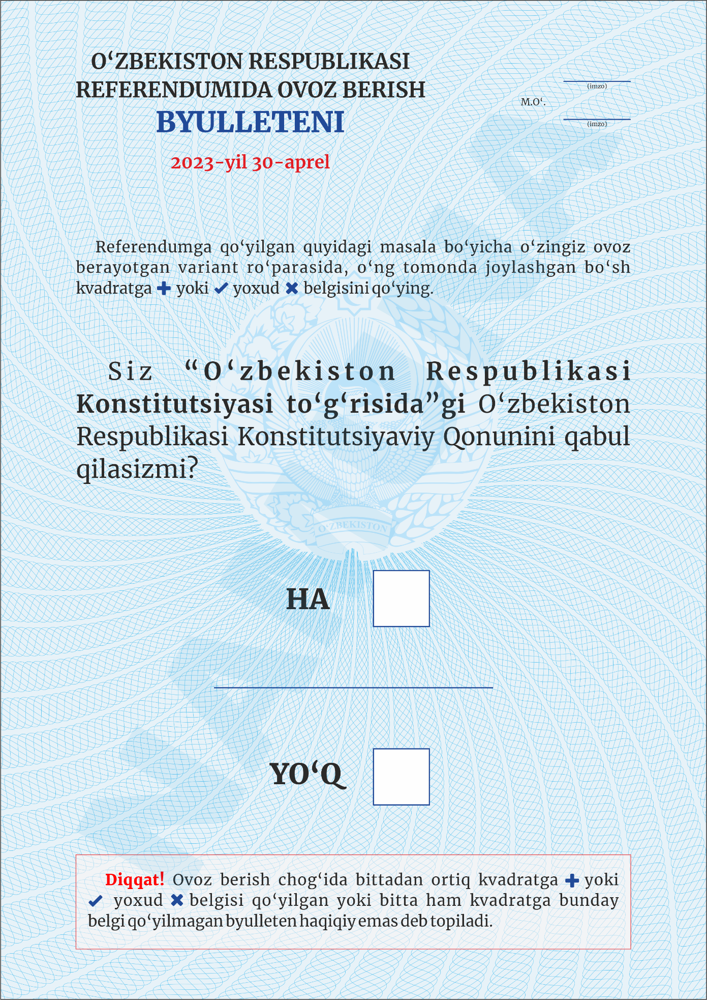 O‘ZBEKISTON RESPUBLIKASI
REFERENDUMIDA OVOZ BERISH
BYULLETENI
2023-yil 30-aprel
(imzo)
M.O‘.
(imzo)
Referendumga qo‘yilgan quyidagi masala bo‘yicha o‘zingiz ovoz
berayotgan variant ro‘parasida, o‘ng tomonda joylashgan bo‘sh
kvadratga ✚ yoki ✔ yoxud ✖ belgisini qo‘ying.
Siz “O‘zbekiston Respublikasi
Konstitutsiyasi to‘g‘risida”gi O‘zbekiston
Respublikasi Konstitutsiyaviy Qonunini qabul
qilasizmi?
O‘ZBEKISTON
HA
YO‘Q
Diqqat! Ovoz berish chog‘ida bittadan ortiq kvadratga ✚ yoki
✔ yoxud ✖ belgisi qo‘yilgan yoki bitta ham kvadratga bunday
belgi qo‘yilmagan byulleten haqiqiy emas deb topiladi.